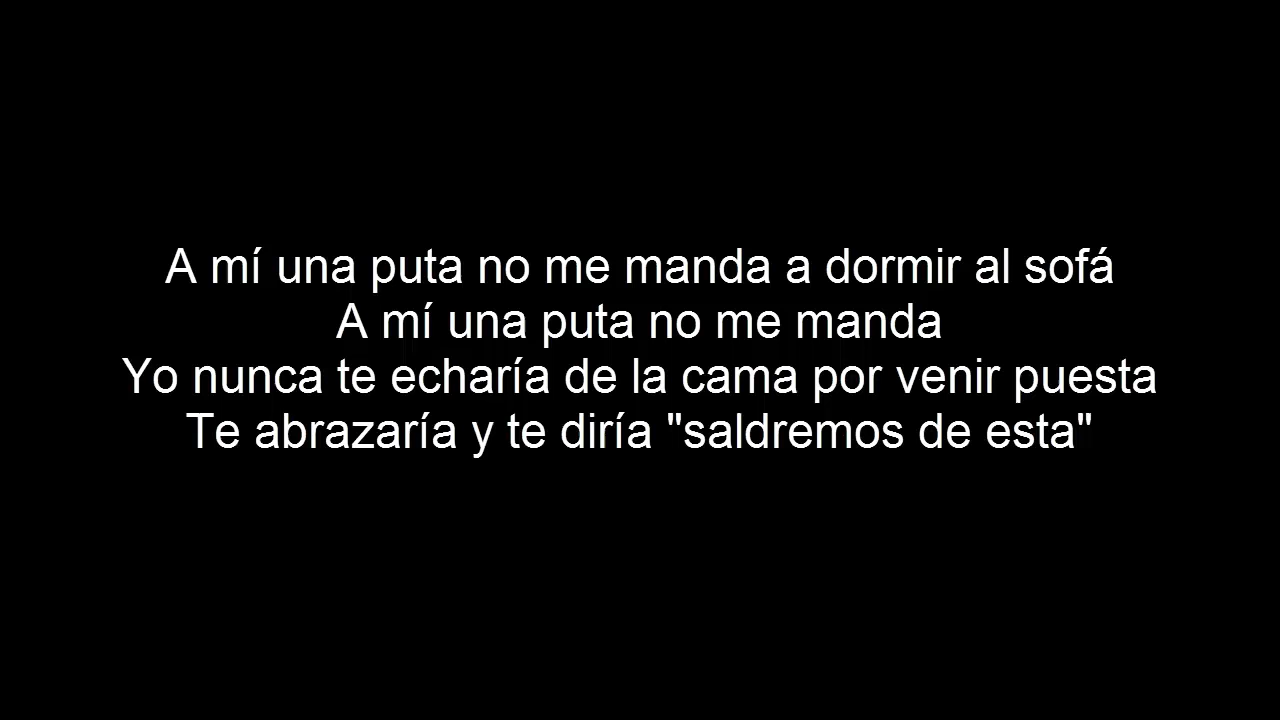 A mí una puta no me manda a dormir al sofá
A mí una puta no me manda
Yo nunca te echaría de la cama por venir puesta
Te abrazaría y te diría "saldremos de esta"